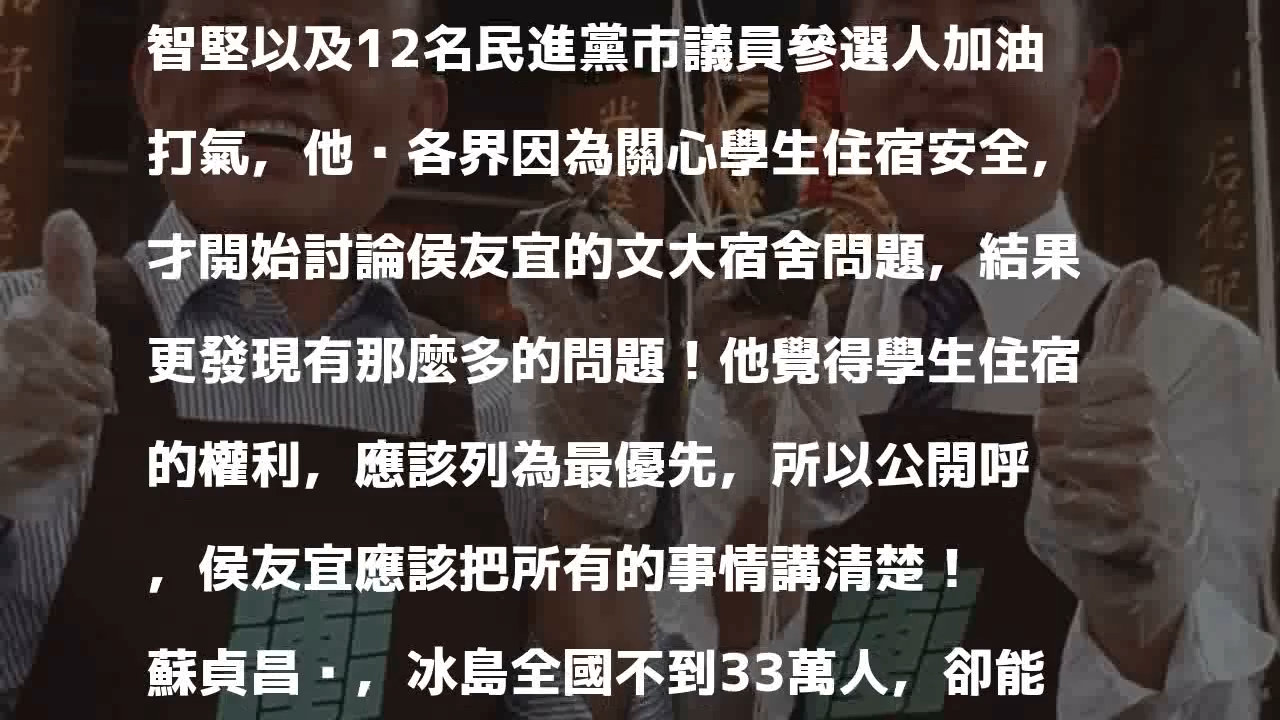 智堅以及12名民進黨市議員參選人加油
打氣，他·各界因為關心學生住宿安全，
才開始討論侯友宜的文大宿舍問題，結果
更發現有那麼多的問題！他覺得學生住宿
的權利，應該列為最優先，所以公開呼
，侯友宜應該把所有的事情講清楚！
蘇貞昌·，冰島全國不到33萬人，卻能
后德配
衝
衝